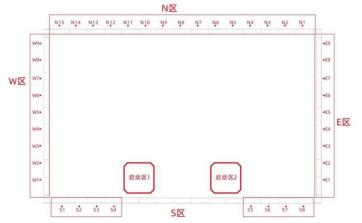 N区
N15 N14 N13 N12 N11 N10 N9 N8 N7 N6 N5 N4 N3 N2 N1
W9
W8
W7
W6
W5
W4
W3
W2
W1
W区
E9
E8
E7
E6
E5
E4
E3
E2
E1
E区
启给区1 启给区2
S1 S2 S3 S4 S5 S6 S7 S8
S区